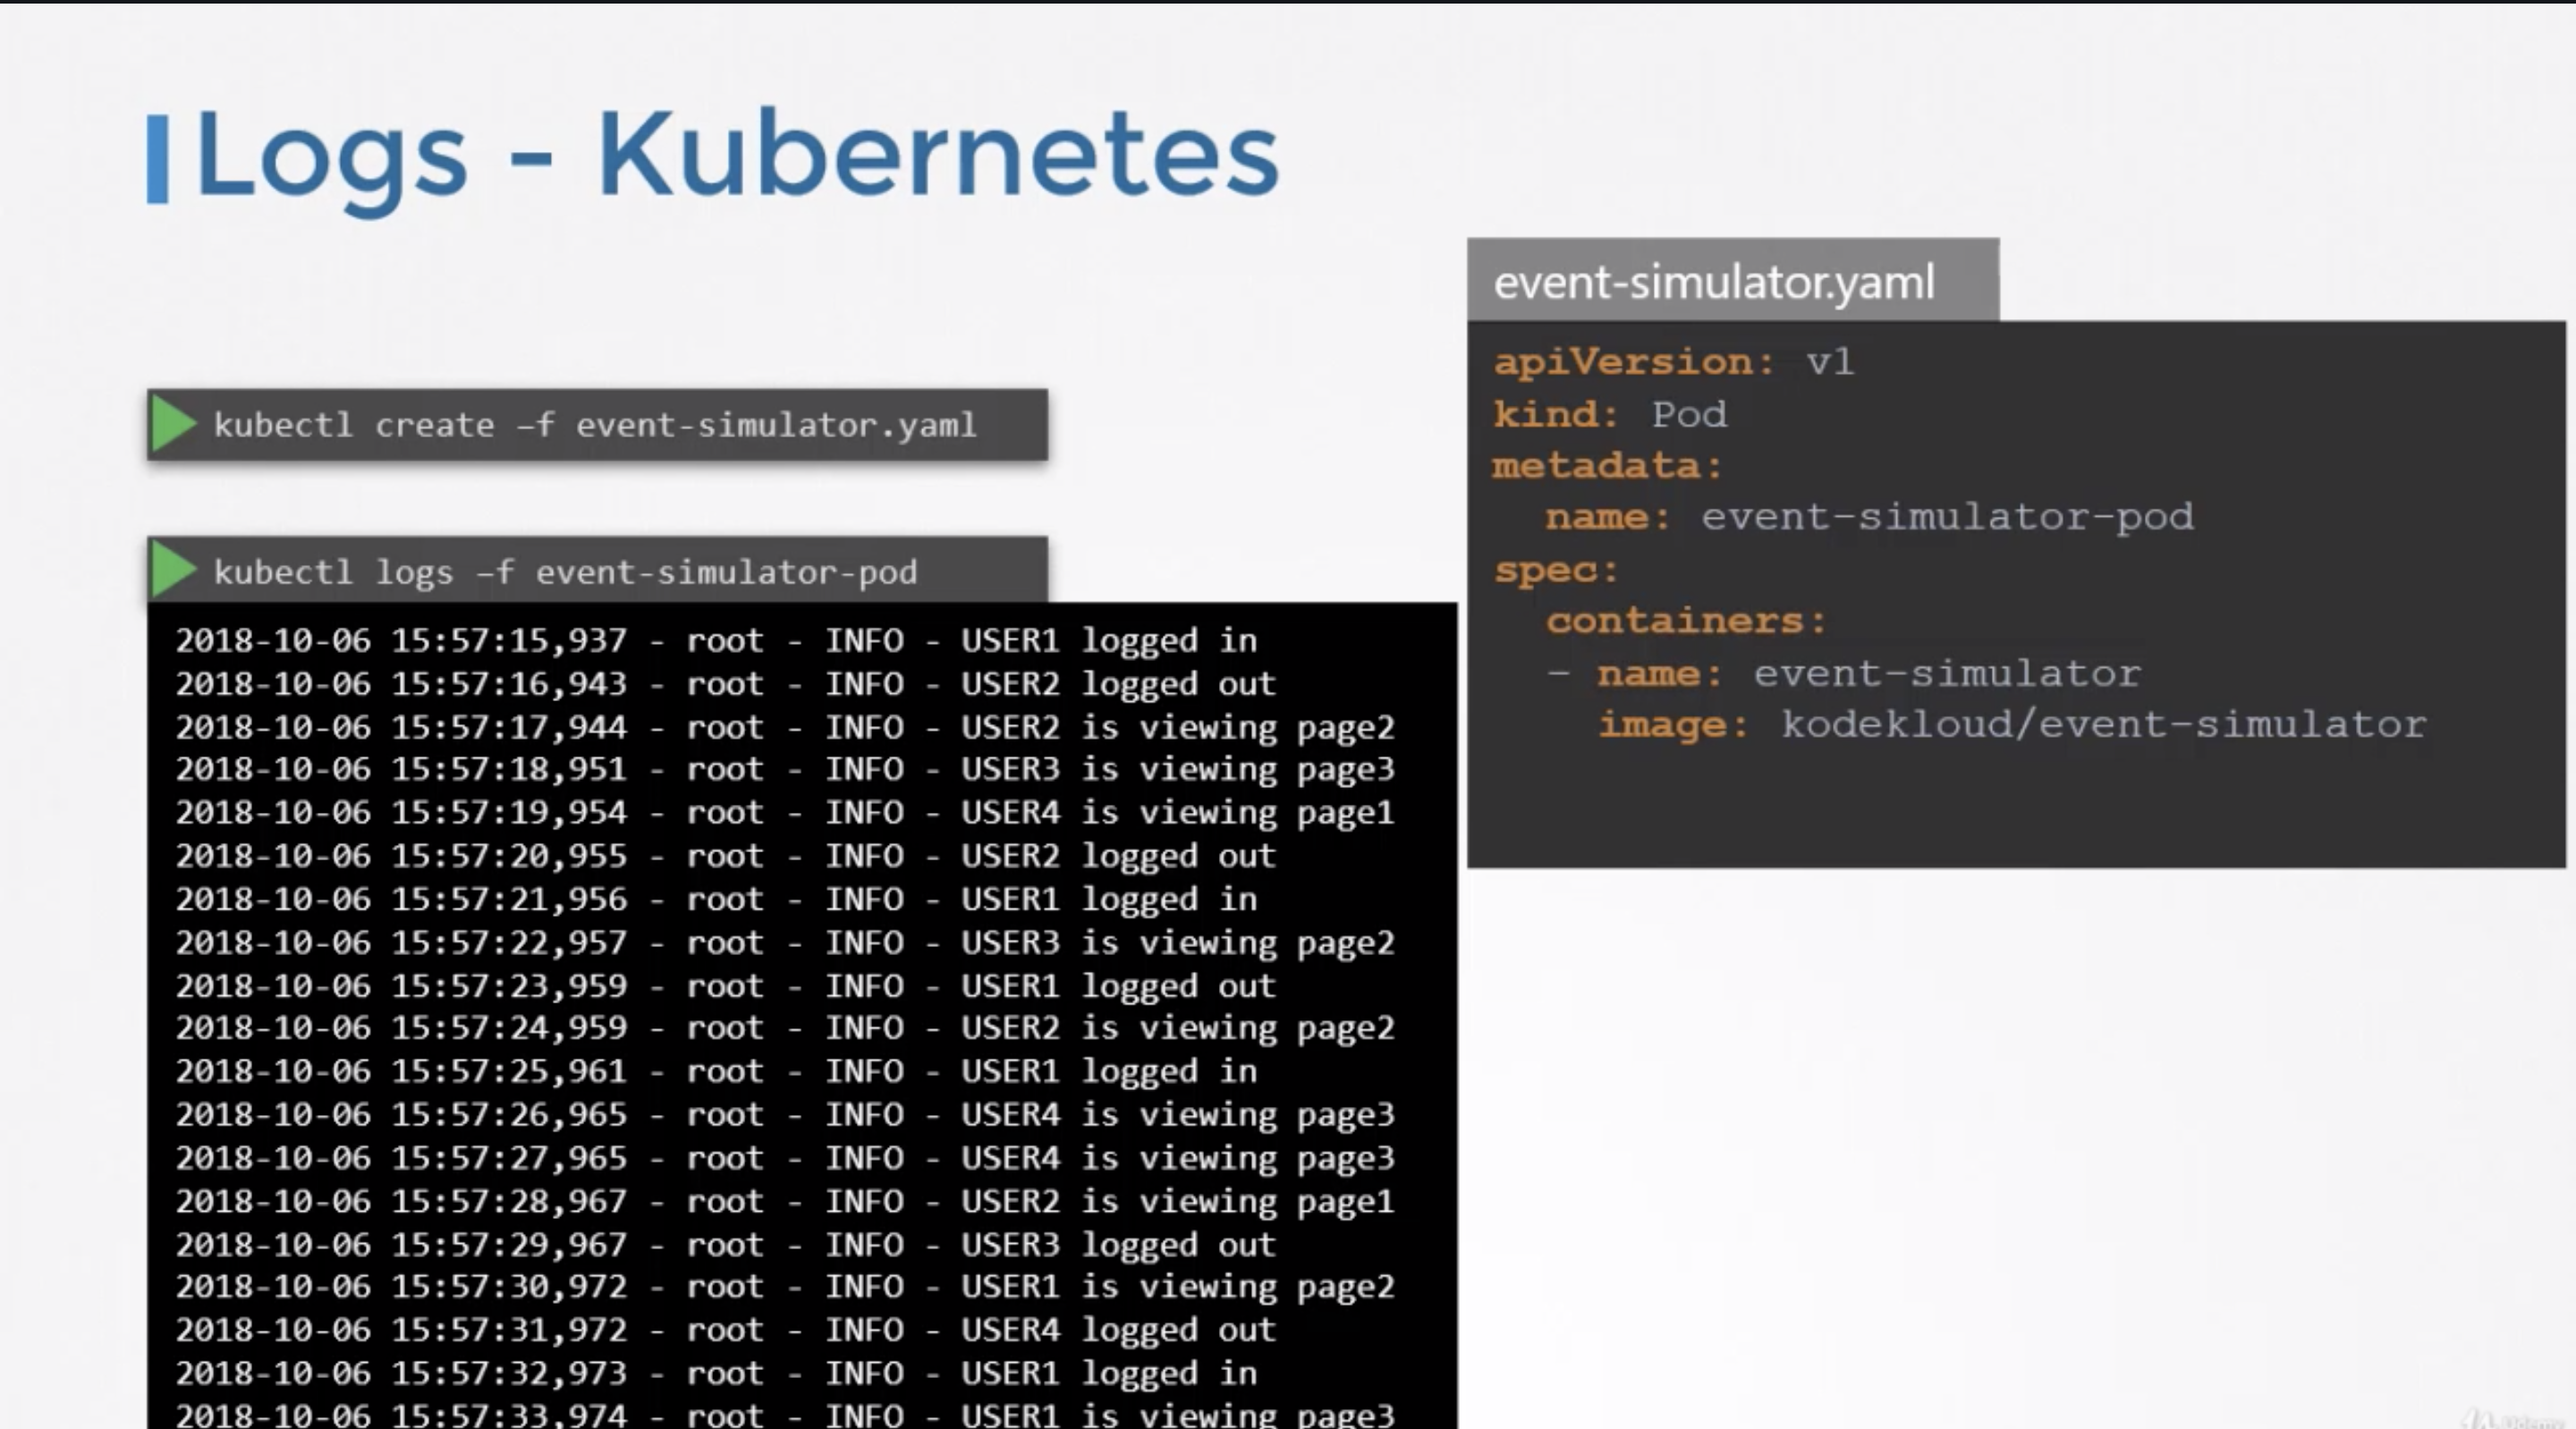 Logs - Kubernetes
kubectl create –f event-simulator.yaml
kubectl logs –f event-simulator-pod
2018-10-06 15:57:15,937 - root - INFO - USER1 logged in
2018-10-06 15:57:16,943 - root - INFO - USER2 logged out
2018-10-06 15:57:17,944 - root - INFO - USER2 is viewing page2
2018-10-06 15:57:18,951 - root - INFO - USER3 is viewing page3
2018-10-06 15:57:19,954 - root - INFO - USER4 is viewing page1
2018-10-06 15:57:20,955 - root - INFO - USER2 logged out
2018-10-06 15:57:21,956 - root - INFO - USER1 logged in
2018-10-06 15:57:22,957 - root - INFO - USER3 is viewing page2
2018-10-06 15:57:23,959 - root - INFO - USER1 logged out
2018-10-06 15:57:24,959 - root - INFO - USER2 is viewing page2
2018-10-06 15:57:25,961 - root - INFO - USER1 logged in
2018-10-06 15:57:26,965 - root - INFO - USER4 is viewing page3
2018-10-06 15:57:27,965 - root - INFO - USER4 is viewing page3
2018-10-06 15:57:28,967 - root - INFO - USER2 is viewing page1
2018-10-06 15:57:29,967 - root - INFO - USER3 logged out
2018-10-06 15:57:30,972 - root - INFO - USER1 is viewing page2
2018-10-06 15:57:31,972 - root - INFO - USER4 logged out
2018-10-06 15:57:32,973 - root - INFO - USER1 logged in
2018-10-06 15:57:33,974 - root - INFO - USER1 is viewing page3
event-simulator.yaml
apiVersion: v1
kind: Pod
metadata:
  name: event-simulator-pod
spec:
  containers:
  - name: event-simulator
    image: kodekloud/event-simulator